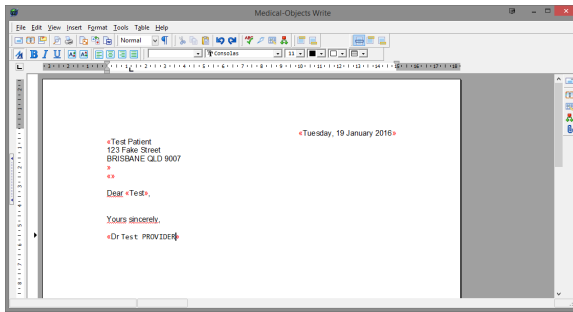 Medical-Objects Write
File Edit View Insert Format Tools Table Help
Normal
Consolas 11
«Tuesday, 19 January 2016»
«Test Patient
123 Fake Street
BRISBANE QLD 9007
»
«»
Dear «Test»,
Yours sincerely,
«Dr Test PROVIDER»